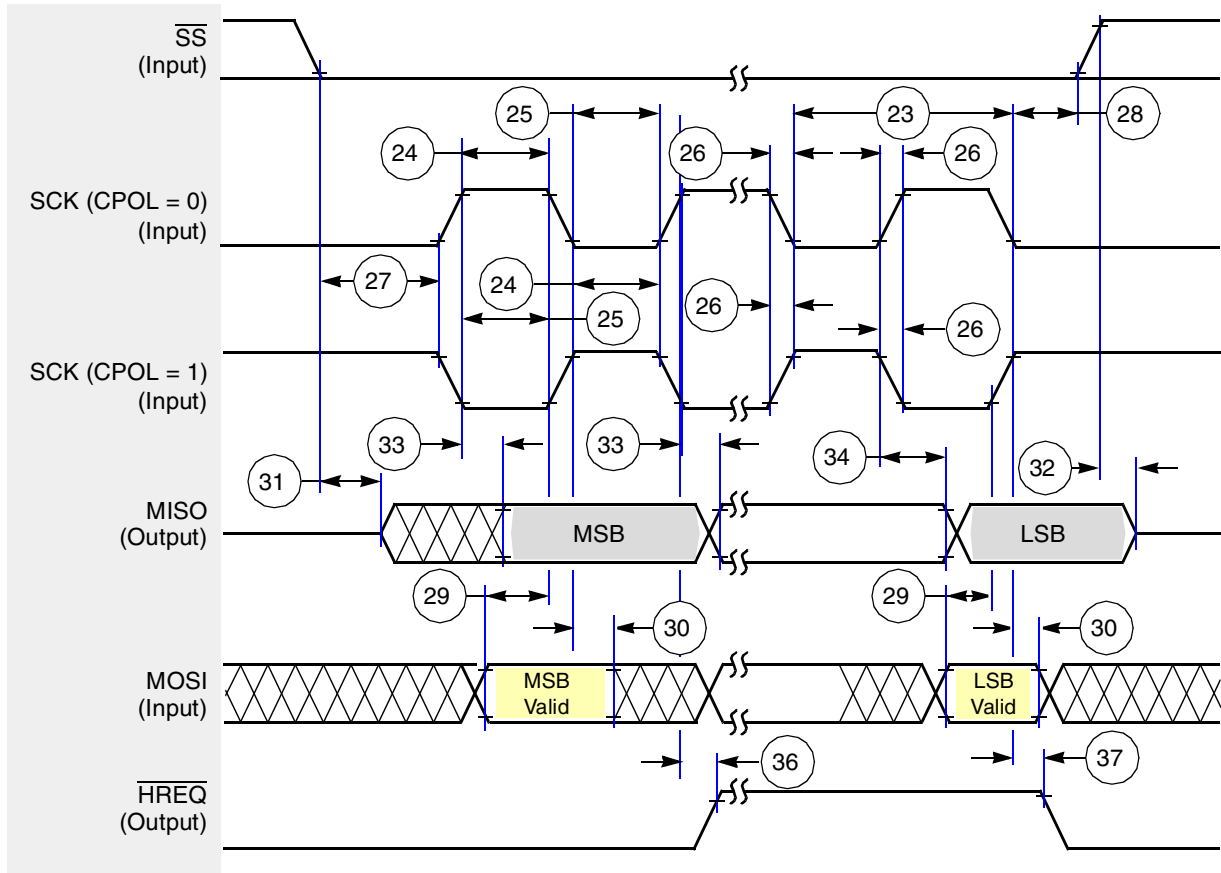 SS
(Input)
25
23
28
24
26
26
SCK (CPOL = 0)
(Input)
27
24
26
25
26
SCK (CPOL = 1)
(Input)
33
33
34
32
31
MISO
(Output)
MSB
LSB
29
29
30
30
MOSI
(Input)
MSB
Valid
LSB
Valid
36
37
HREQ
(Output)